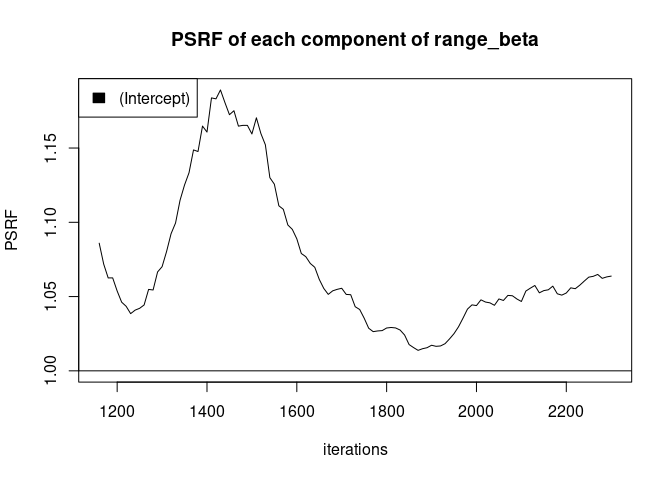 PSRF of each component of range_beta
(Intercept)
PSRF
1.15
1.10
1.05
1.00
1200 1400 1600 1800 2000 2200
iterations